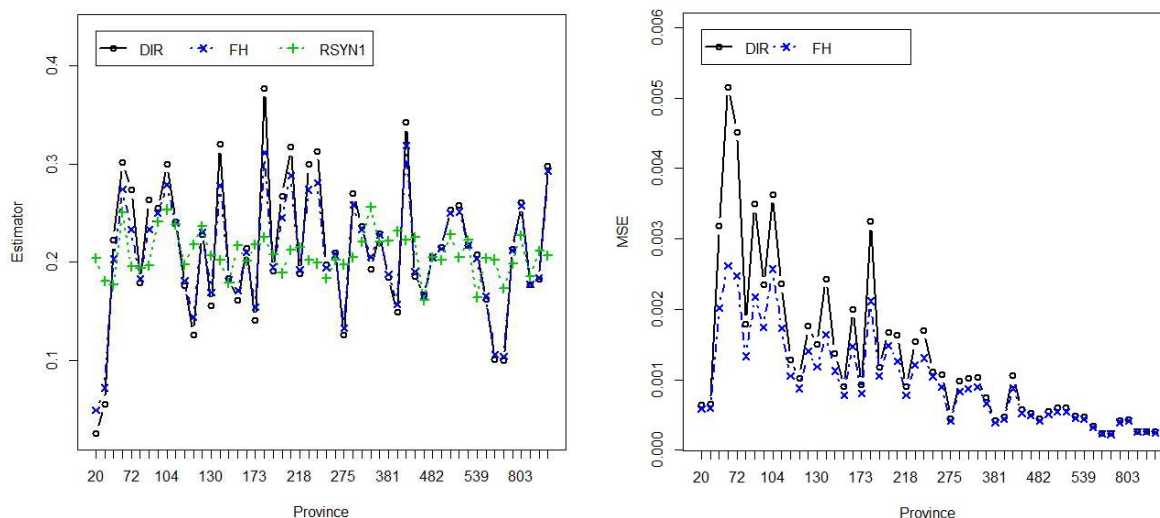 DIR FH RSYN1
0.4
0.3
0.2
0.1
Estimator
20 72 104 130 173 218 275 381 482 539 803
Province
DIR FH
0.006
0.005
0.004
0.003
0.002
0.001
0.000
MSE
20 72 104 130 173 218 275 381 482 539 803
Province